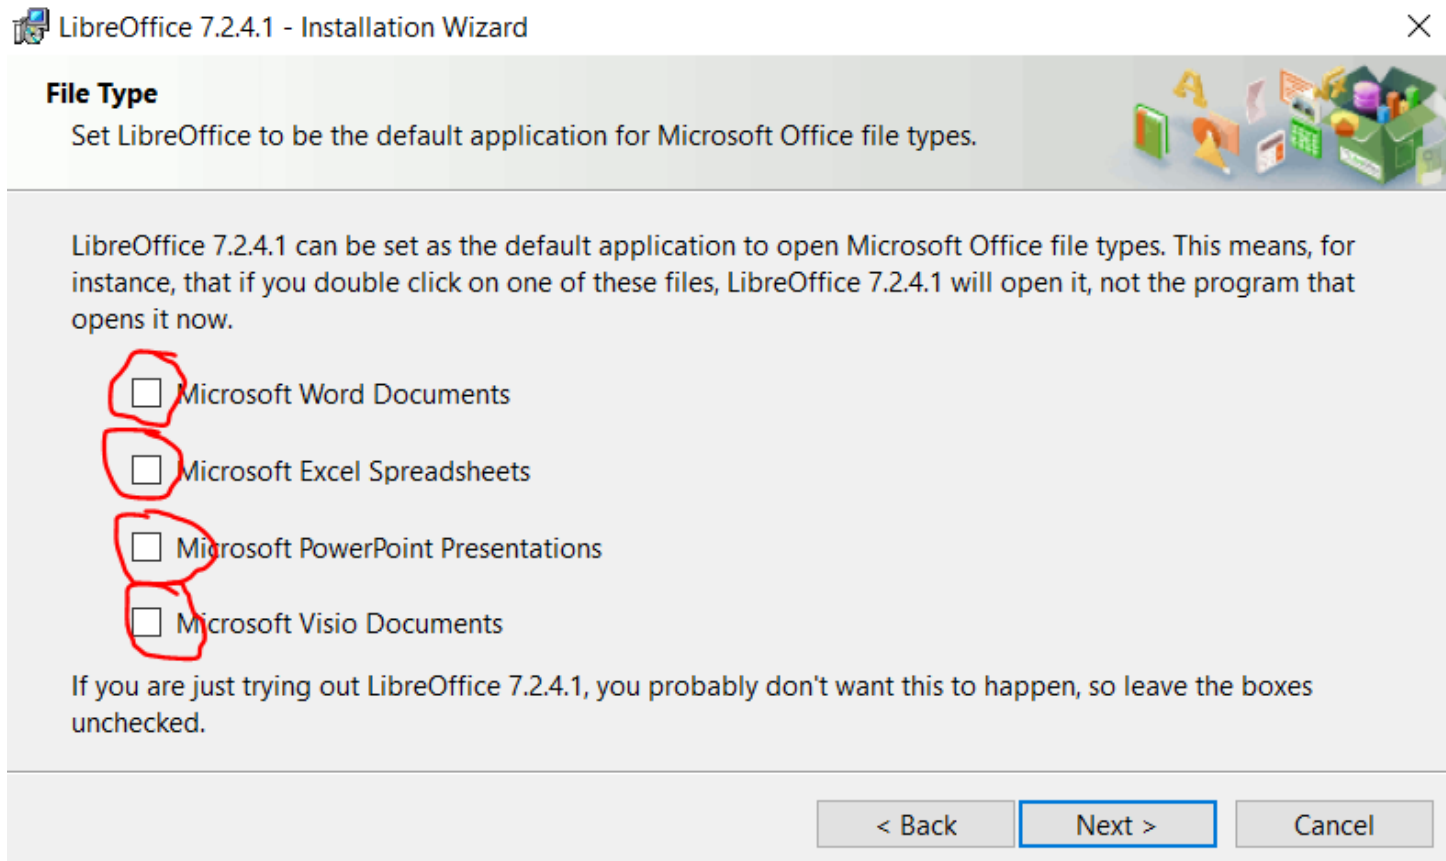 LibreOffice 7.2.4.1 - Installation Wizard
File Type
Set LibreOffice to be the default application for Microsoft Office file types.
LibreOffice 7.2.4.1 can be set as the default application to open Microsoft Office file types. This means, for
instance, that if you double click on one of these files, LibreOffice 7.2.4.1 will open it, not the program that
opens it now.
Microsoft Word Documents
Microsoft Excel Spreadsheets
Microsoft PowerPoint Presentations
Microsoft Visio Documents
If you are just trying out LibreOffice 7.2.4.1, you probably don't want this to happen, so leave the boxes
unchecked.
< Back
Next >
Cancel